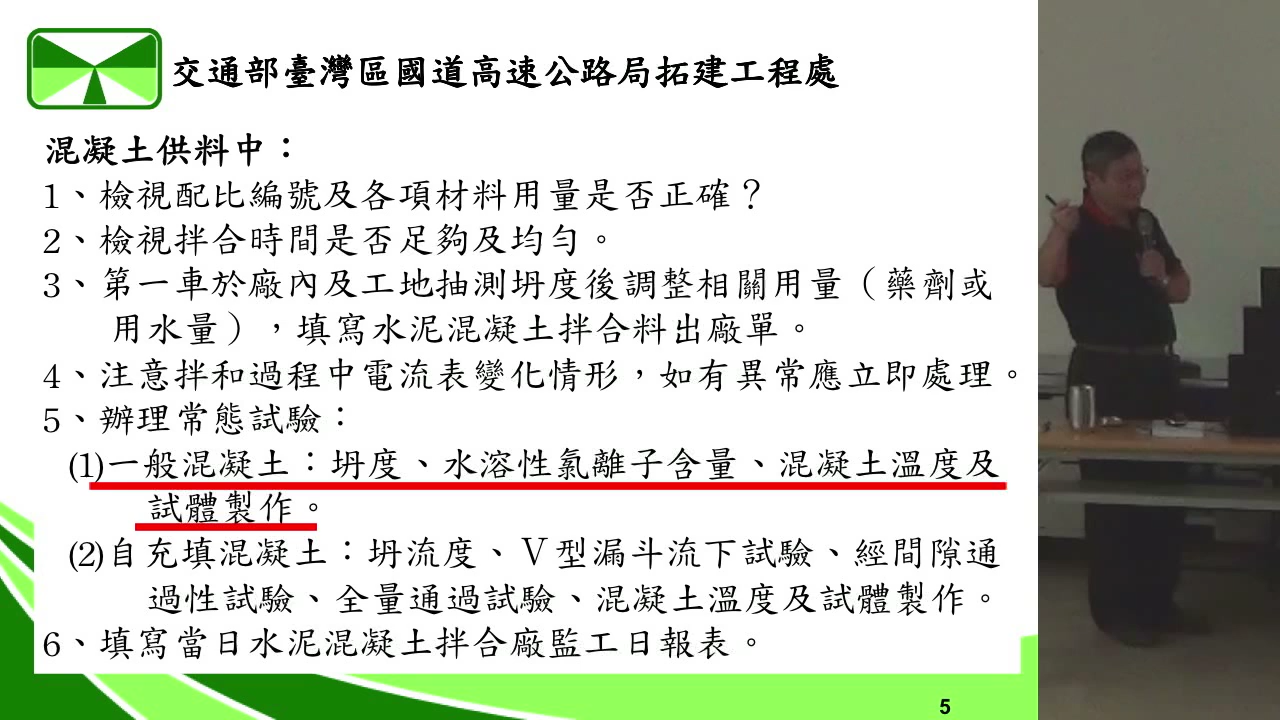 交通部臺灣區國道高速公路局拓建工程處
混凝土供料中：
1、檢視配比編號及各項材料用量是否正確？
2、檢視拌合時間是否足夠及均勻。
3、第一車於廠內及工地抽測坍度後調整相關用量（藥劑或
用水量），填寫水泥混凝土拌合料出廠單。
4、注意拌和過程中電流表變化情形，如有異常應立即處理。
5、辦理常態試驗：
(1)一般混凝土：坍度、水溶性氯離子含量、混凝土溫度及
試體製作。
(2)自充填混凝土：坍流度、V型漏斗流下試驗、經間隙通
過性試驗、全量通過試驗、混凝土溫度及試體製作。
6、填寫當日水泥混凝土拌合廠監工日報表。
5